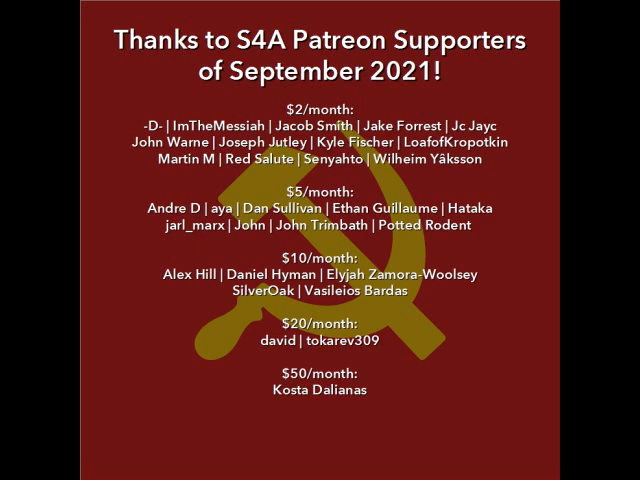 Thanks to S4A Patreon Supporters
of September 2021!
$2/month:
-D- | ImTheMessiah | Jacob Smith | Jake Forrest | Jc Jayc
John Warne | Joseph Jutley | Kyle Fischer | LoafofKropotkin
Martin M | Red Salute | Senyahto | Wilheim Yâksson
$5/month:
Andre D | aya | Dan Sullivan | Ethan Guillaume | Hataka
jarl_marx | John | John Trimbath | Potted Rodent
$10/month:
Alex Hill | Daniel Hyman | Elyjah Zamora-Woolsey
SilverOak | Vasileios Bardas
$20/month:
david | tokarev309
$50/month:
Kosta Dalianas